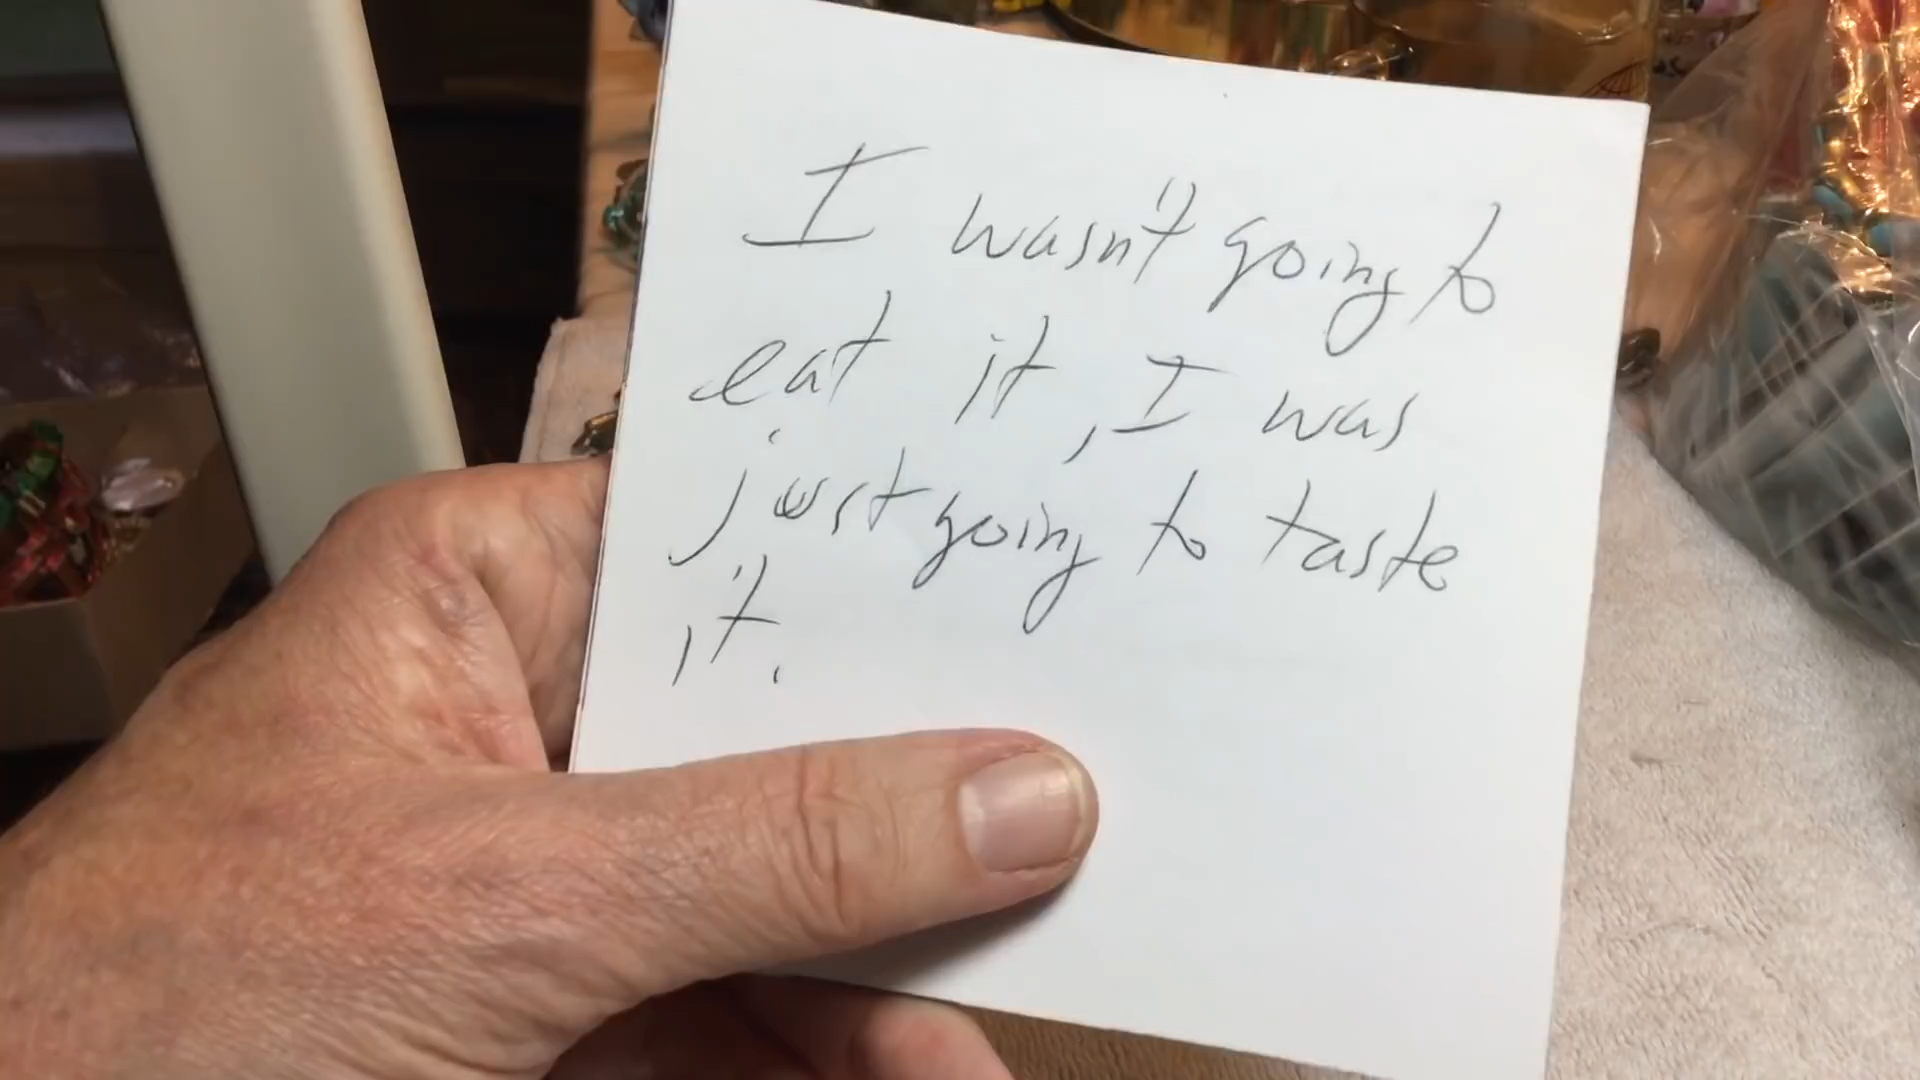 I wasn't going to
eat it, I was
just going to taste
it.